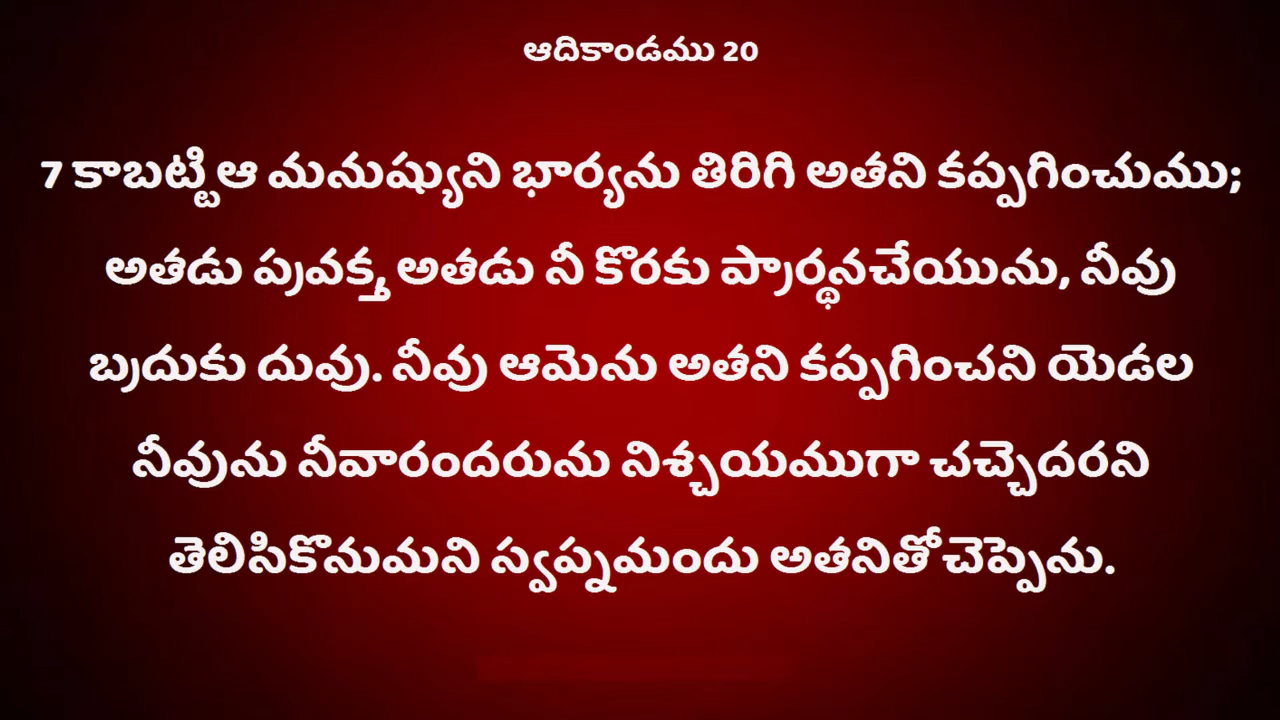 ఆదికాండము 20
7 కాబట్టి ఆ మనుష్యుని భార్యను తిరిగి అతని కప్పగించుము;
అతడు ప్రవక్త, అతడు నీ కొరకు ప్రార్థనచేయును, నీవు
బ్రదుకు దువు. నీవు ఆమెను అతని కప్పగించని యెడల
నీవును నీవారందరును నిశ్చయముగా చచ్చెదరని
తెలిసికొనుమని స్వప్నమందు అతనితో చెప్పెను.